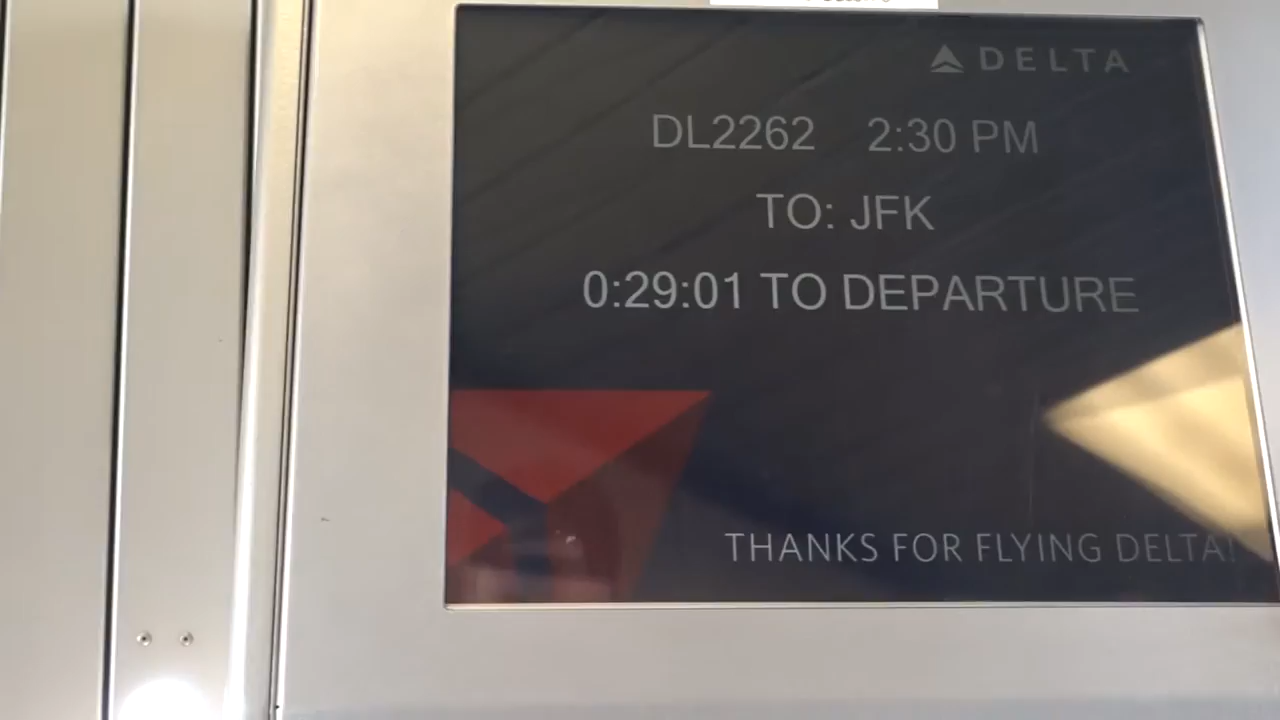 DELTA
DL2262 2:30 PM
TO: JFK
0:29:01 TO DEPARTURE
THANKS FOR FLYING DELTA!